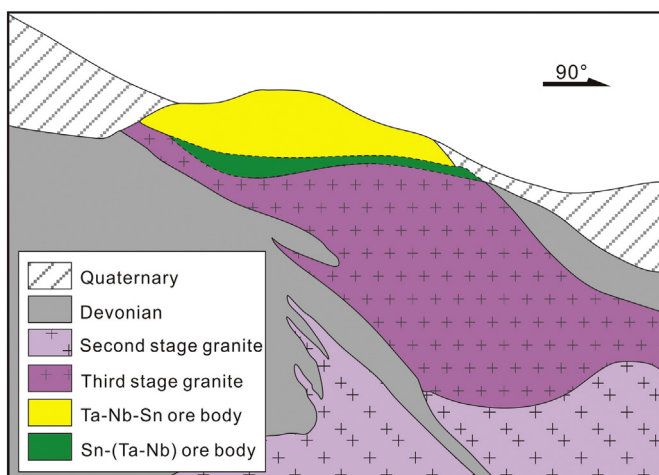 90°
Quaternary
Devonian
Second stage granite
Third stage granite
Ta-Nb-Sn ore body
Sn-(Ta-Nb) ore body